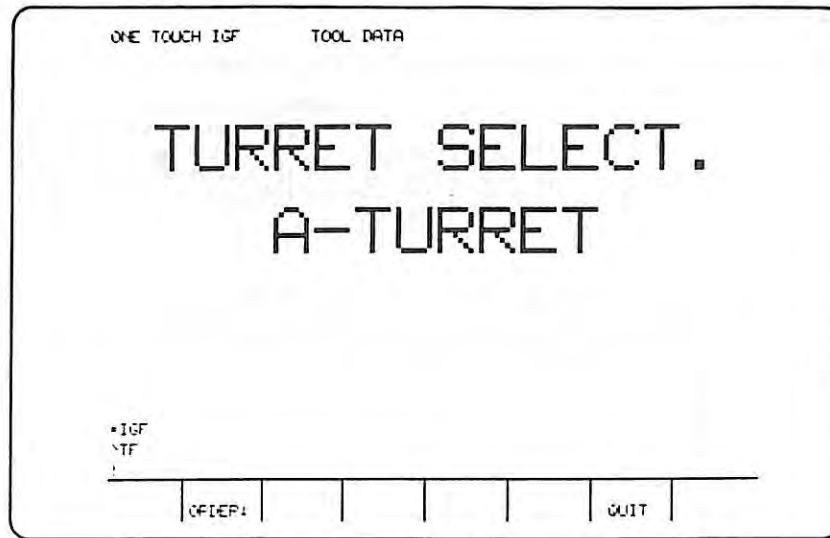 ONE TOUCH IGF TOOL DATA
TURRET SELECT.
A-TURRET
*IGF
>TF
QUIT